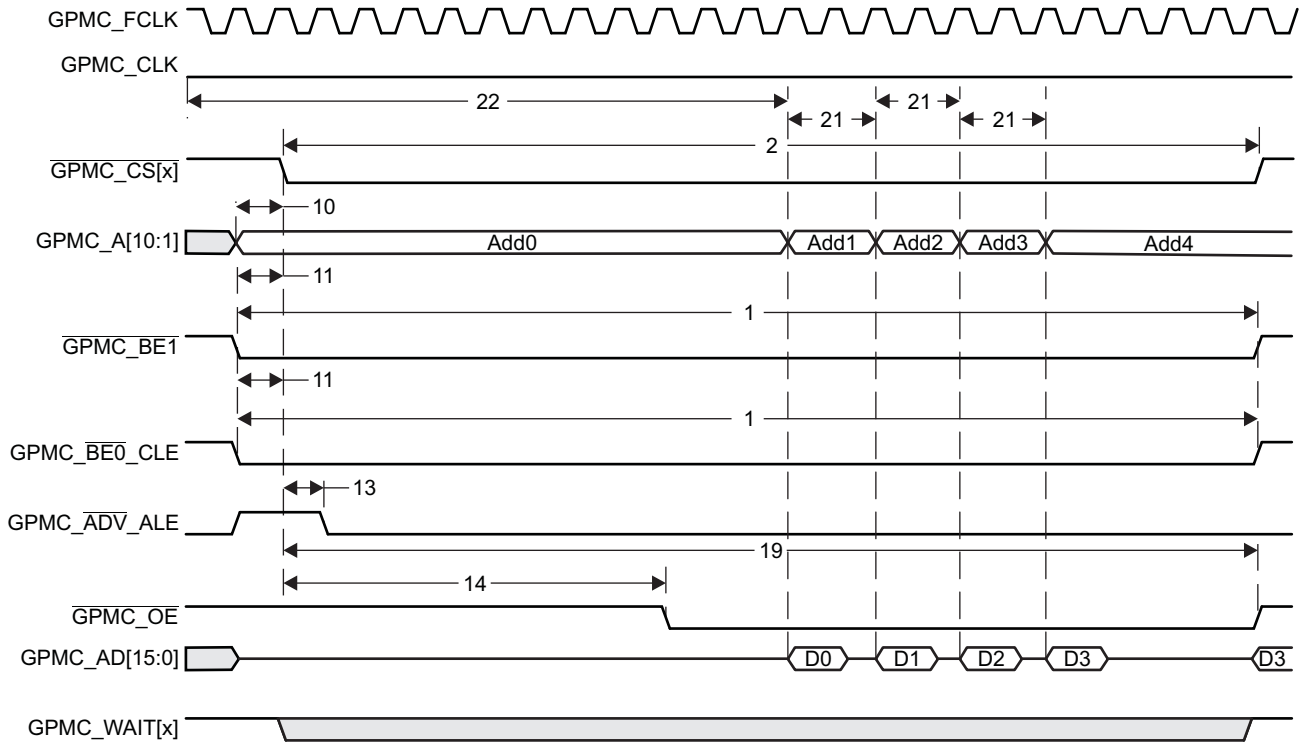 GPMC_FCLK
GPMC_CLK
22
21
21
21
2
GPMC_CS[x]
10
GPMC_A[10:1] Add0 Add1 Add2 Add3 Add4
11
1
GPMC_BE1
11
1
GPMC_BE0_CLE
13
GPMC_ADV_ALE
19
14
GPMC_OE
GPMC_AD[15:0] D0 D1 D2 D3 D3
GPMC_WAIT[x]